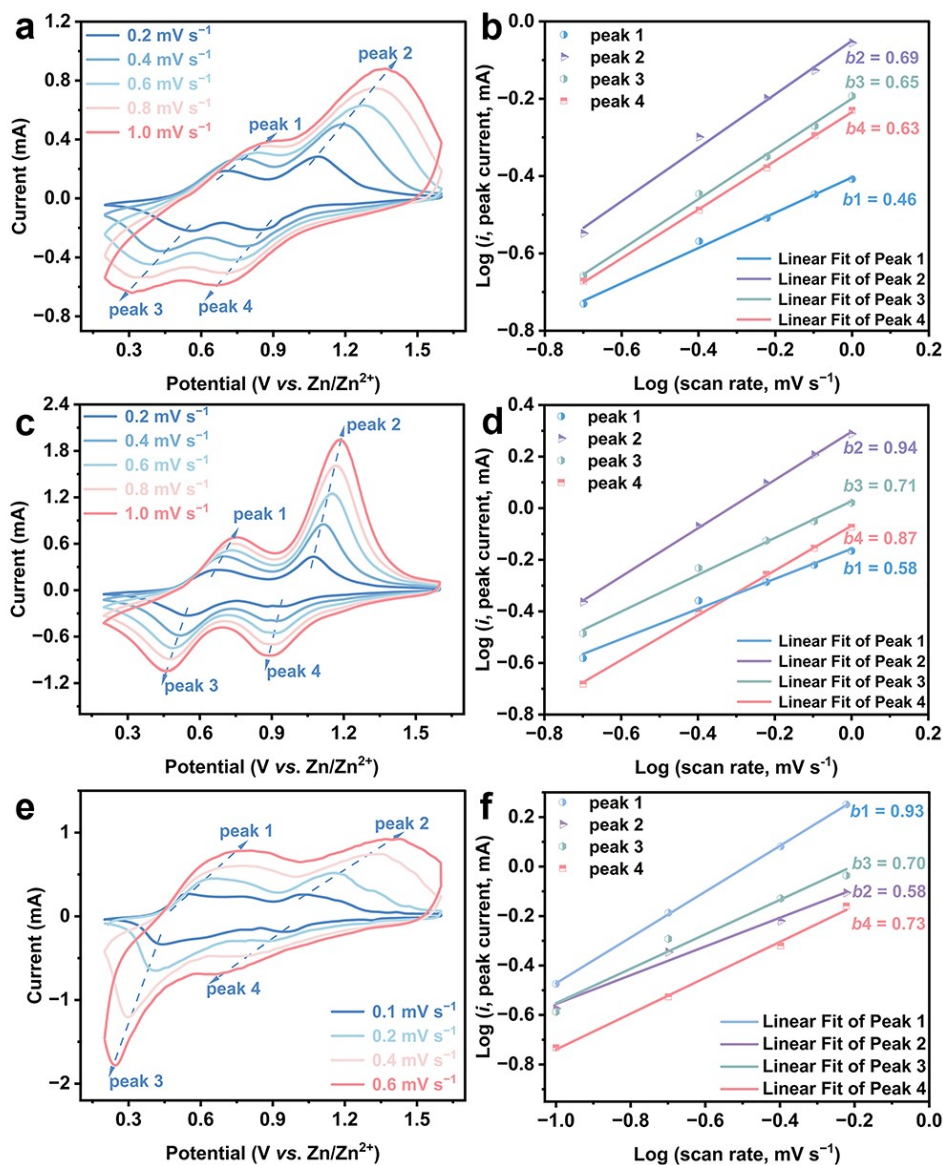 a
0.2 mV s⁻¹
0.4 mV s⁻¹
0.6 mV s⁻¹
0.8 mV s⁻¹
1.0 mV s⁻¹
peak 2
peak 1
peak 3
peak 4
1.2
0.8
0.4
0.0
−0.4
−0.8
Current (mA)
0.3
0.6
0.9
1.2
1.5
Potential (V vs. Zn/Zn²⁺)
b
peak 1
peak 2
peak 3
peak 4
b2 = 0.69
b3 = 0.65
b4 = 0.63
b1 = 0.46
Linear Fit of Peak 1
Linear Fit of Peak 2
Linear Fit of Peak 3
Linear Fit of Peak 4
0.0
−0.2
−0.4
−0.6
−0.8
Log (i, peak current, mA)
−0.8
−0.6
−0.4
−0.2
0.0
0.2
Log (scan rate, mV s⁻¹)
c
0.2 mV s⁻¹
0.4 mV s⁻¹
0.6 mV s⁻¹
0.8 mV s⁻¹
1.0 mV s⁻¹
peak 2
peak 1
peak 3
peak 4
2.4
1.8
1.2
0.6
0.0
−0.6
−1.2
Current (mA)
0.3
0.6
0.9
1.2
1.5
Potential (V vs. Zn/Zn²⁺)
d
peak 1
peak 2
peak 3
peak 4
b2 = 0.94
b3 = 0.71
b4 = 0.87
b1 = 0.58
Linear Fit of Peak 1
Linear Fit of Peak 2
Linear Fit of Peak 3
Linear Fit of Peak 4
0.4
0.2
0.0
−0.2
−0.4
−0.6
−0.8
Log (i, peak current, mA)
−0.8
−0.6
−0.4
−0.2
0.0
0.2
Log (scan rate, mV s⁻¹)
e
peak 1
peak 2
peak 4
peak 3
0.1 mV s⁻¹
0.2 mV s⁻¹
0.4 mV s⁻¹
0.6 mV s⁻¹
1
0
−1
−2
Current (mA)
0.3
0.6
0.9
1.2
1.5
Potential (V vs. Zn/Zn²⁺)
f
peak 1
peak 2
peak 3
peak 4
b1 = 0.93
b3 = 0.70
b2 = 0.58
b4 = 0.73
Linear Fit of Peak 1
Linear Fit of Peak 2
Linear Fit of Peak 3
Linear Fit of Peak 4
0.2
0.0
−0.2
−0.4
−0.6
−0.8
Log (i, peak current, mA)
−1.0
−0.8
−0.6
−0.4
−0.2
0.0
Log (scan rate, mV s⁻¹)